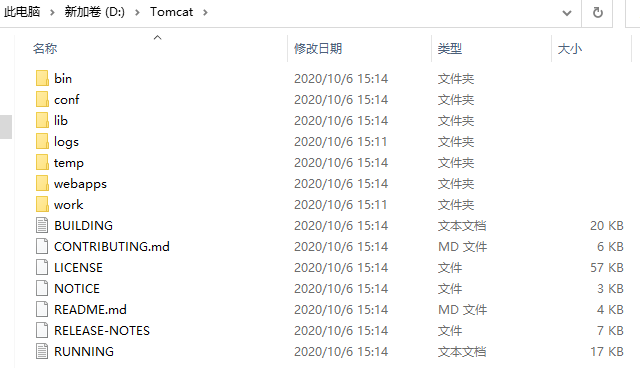 此电脑 > 新加卷 (D:) > Tomcat >
名称 修改日期 类型 大小
bin 2020/10/6 15:14 文件夹
conf 2020/10/6 15:14 文件夹
lib 2020/10/6 15:14 文件夹
logs 2020/10/6 15:11 文件夹
temp 2020/10/6 15:14 文件夹
webapps 2020/10/6 15:14 文件夹
work 2020/10/6 15:11 文件夹
BUILDING 2020/10/6 15:14 文本文档 20 KB
CONTRIBUTING.md 2020/10/6 15:14 MD 文件 6 KB
LICENSE 2020/10/6 15:14 文件 57 KB
NOTICE 2020/10/6 15:14 文件 3 KB
README.md 2020/10/6 15:14 MD 文件 4 KB
RELEASE-NOTES 2020/10/6 15:14 文件 7 KB
RUNNING 2020/10/6 15:14 文本文档 17 KB